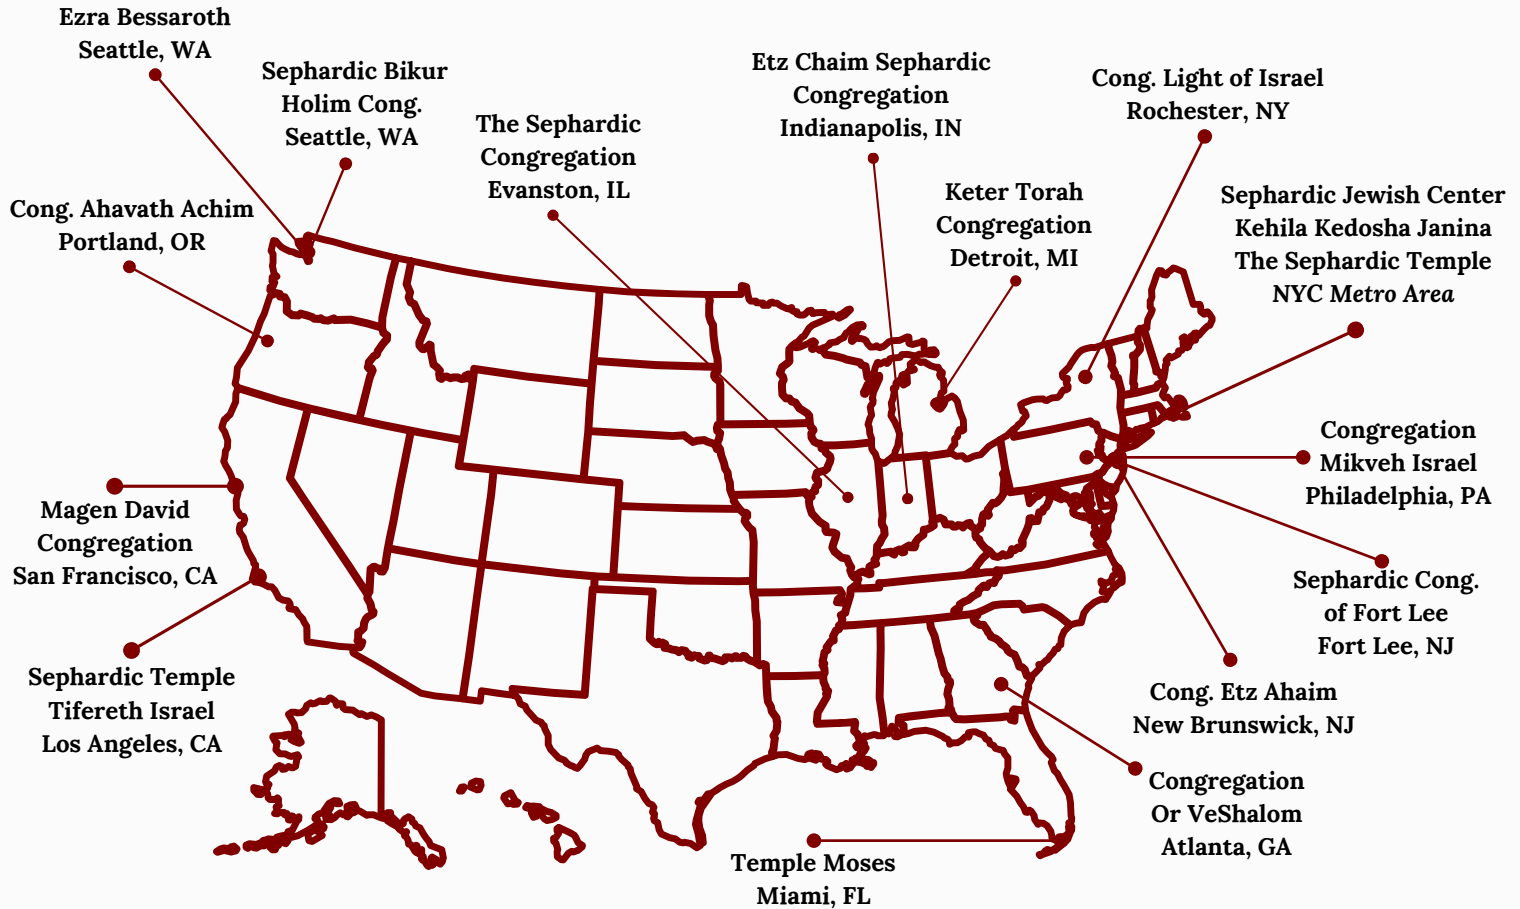 Ezra Bessaroth
Seattle, WA
Sephardic Bikur
Holim Cong.
Seattle, WA
The Sephardic
Congregation
Evanston, IL
Etz Chaim Sephardic
Congregation
Indianapolis, IN
Cong. Light of Israel
Rochester, NY
Keter Torah
Congregation
Detroit, MI
Sephardic Jewish Center
Kehila Kedosha Janina
The Sephardic Temple
NYC Metro Area
Cong. Ahavath Achim
Portland, OR
Congregation
Mikveh Israel
Philadelphia, PA
Magen David
Congregation
San Francisco, CA
Sephardic Cong.
of Fort Lee
Fort Lee, NJ
Sephardic Temple
Tifereth Israel
Los Angeles, CA
Cong. Etz Ahaim
New Brunswick, NJ
Congregation
Or VeShalom
Atlanta, GA
Temple Moses
Miami, FL